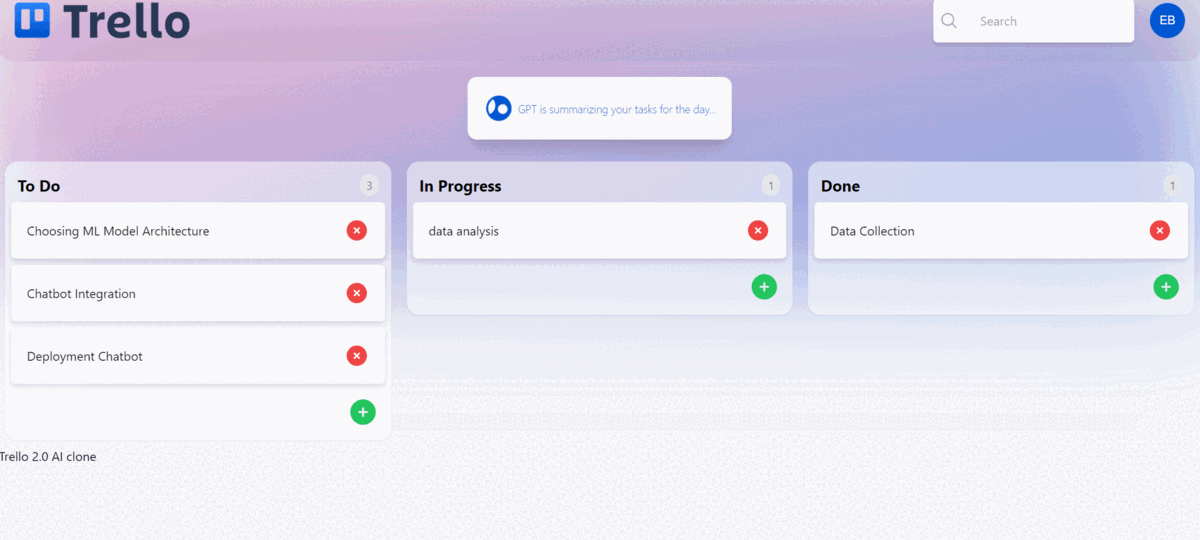 Trello
Search
EB
GPT is summarizing your tasks for the day...
To Do
3
Choosing ML Model Architecture
Chatbot Integration
Deployment Chatbot
In Progress
1
data analysis
Done
1
Data Collection
Trello 2.0 AI clone